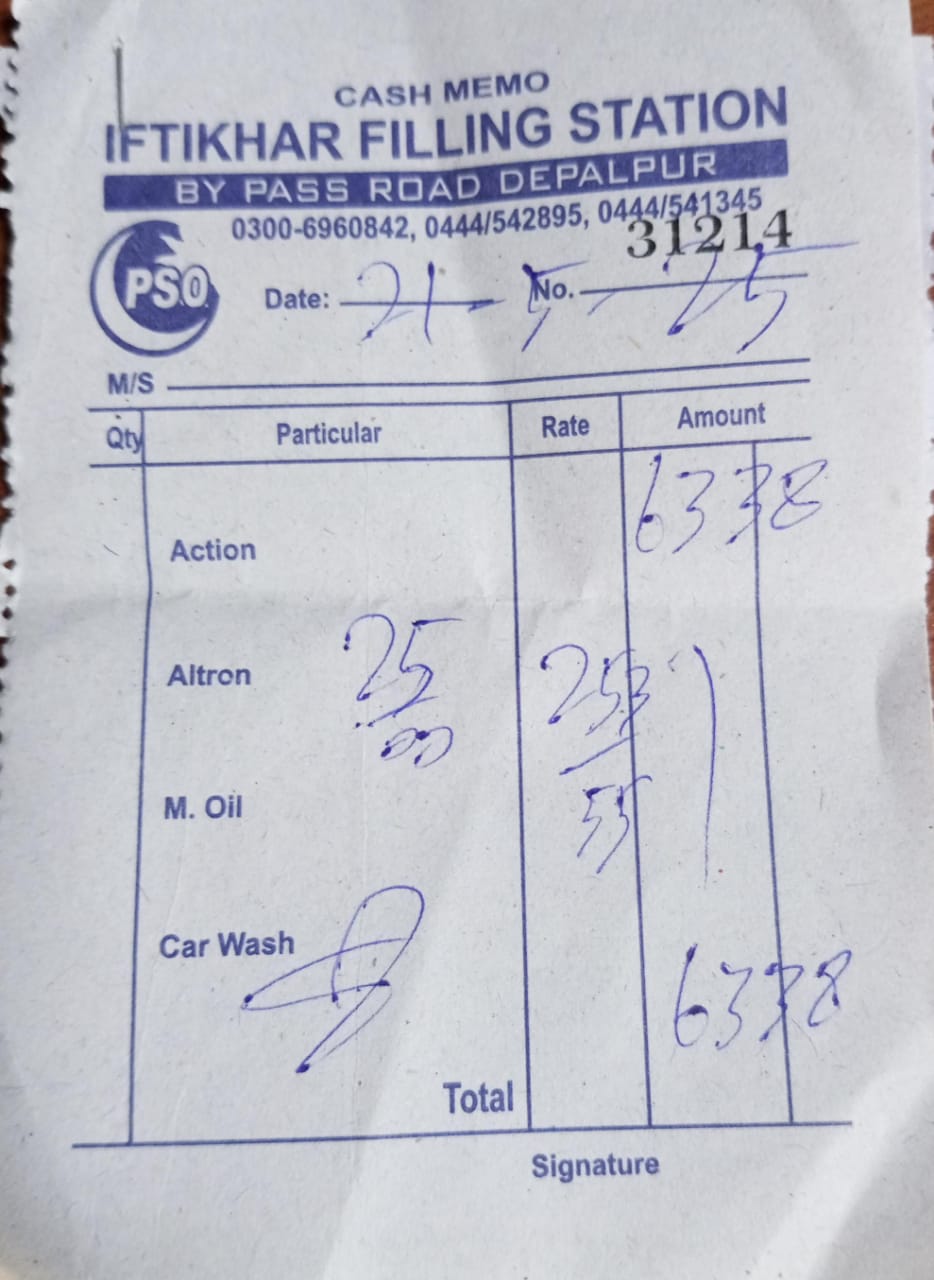 CASH MEMO
IFTIKHAR FILLING STATION
BY PASS ROAD DEPALPUR
0300-6960842, 0444/542895, 0444/541345
31214
PSO
Date: 21-5-25 No.
M/S
Qty Particular Rate Amount
6338
Action
Altron 25 253
00 55
M. Oil
Car Wash
6338
Total
Signature